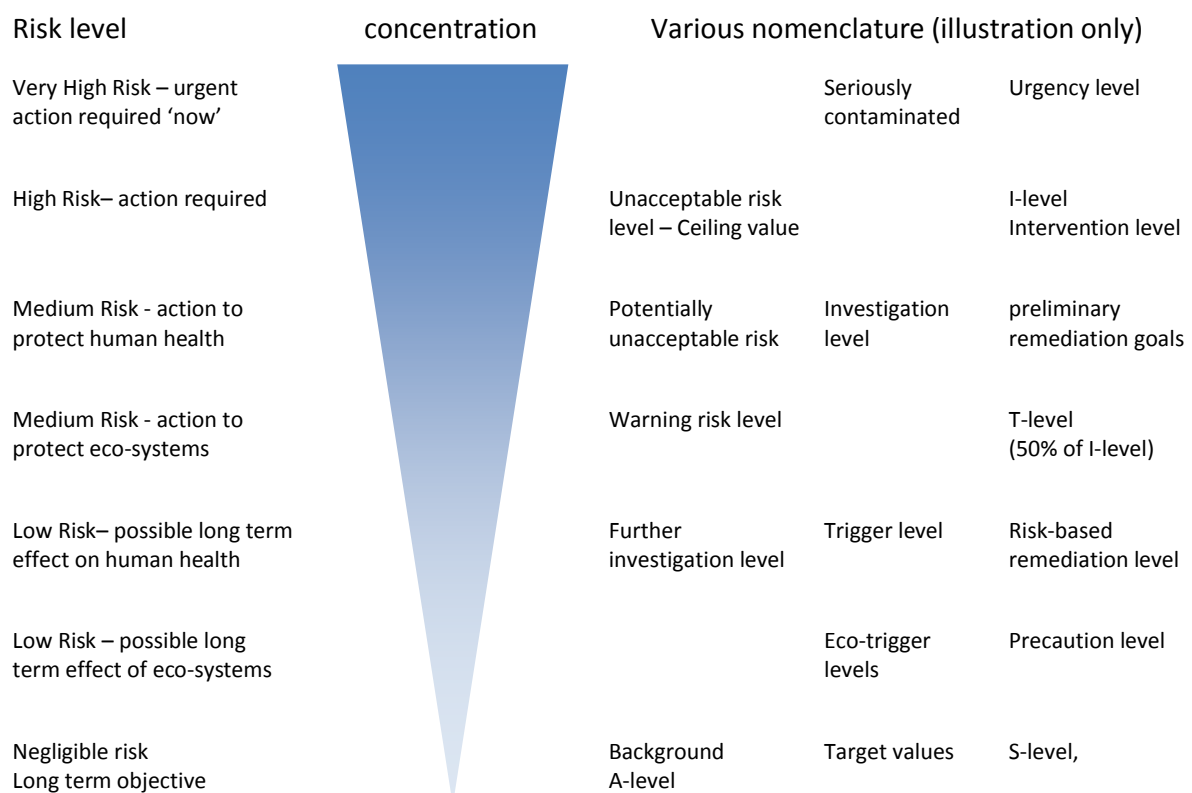 Risk level concentration Various nomenclature (illustration only)
Very High Risk – urgent Seriously Urgency level
action required ‘now’ contaminated
High Risk– action required Unacceptable risk I-level
level – Ceiling value Intervention level
Medium Risk - action to Potentially Investigation preliminary
protect human health unacceptable risk level remediation goals
Medium Risk - action to Warning risk level T-level
protect eco-systems (50% of I-level)
Low Risk– possible long term Further Trigger level Risk-based
effect on human health investigation level remediation level
Low Risk – possible long Eco-trigger Precaution level
term effect of eco-systems levels
Negligible risk Background Target values S-level,
Long term objective A-level